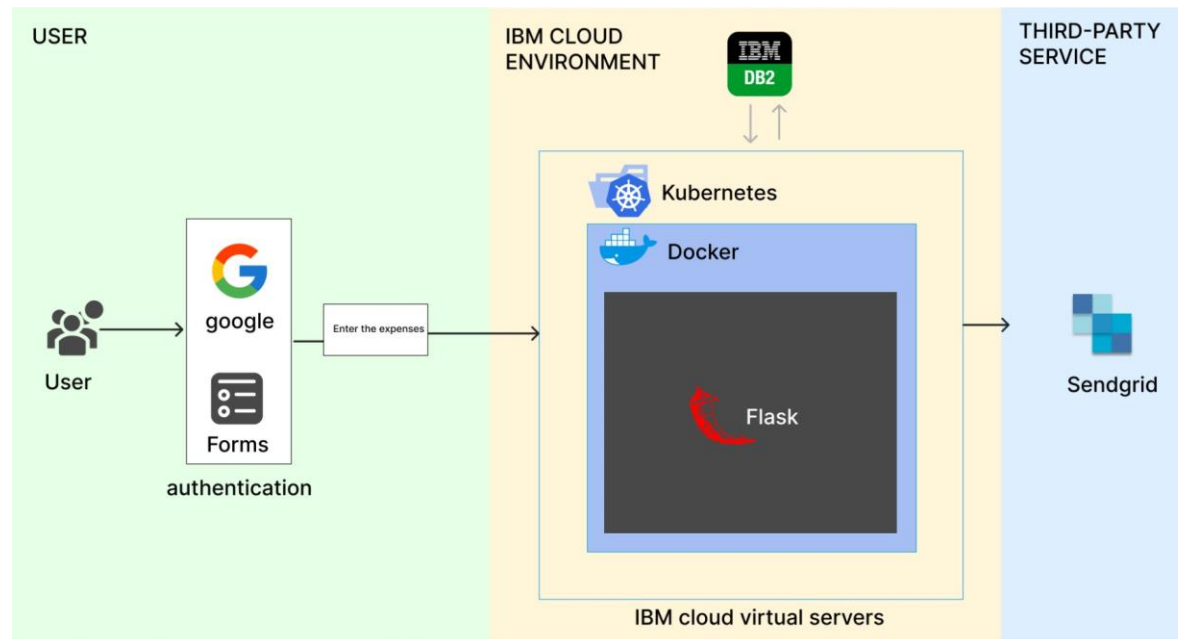 USER
IBM CLOUD
ENVIRONMENT
THIRD-PARTY
SERVICE
IBM
DB2
Kubernetes
Docker
google
Enter the expenses
User
Forms
authentication
Flask
Sendgrid
IBM cloud virtual servers